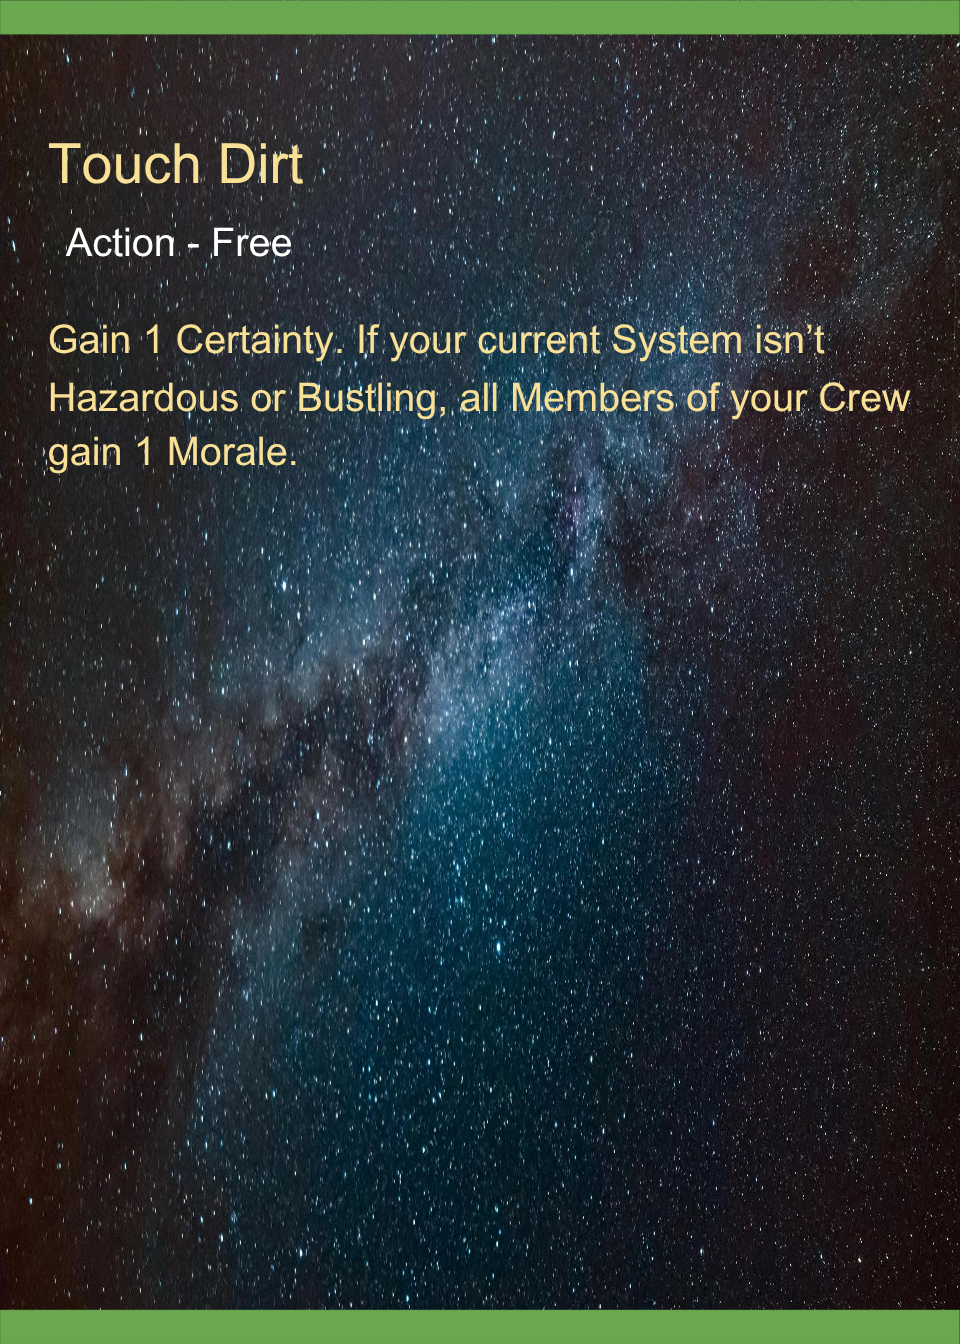 Touch Dirt
Action - Free
Gain 1 Certainty. If your current System isn’t
Hazardous or Bustling, all Members of your Crew
gain 1 Morale.